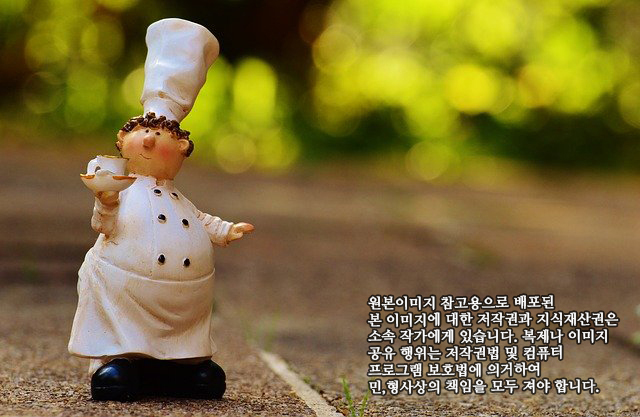 원본이미지 참고용으로 배포된
본 이미지에 대한 저작권과 지식재산권은
소속 작가에게 있습니다. 복제나 이미지
공유 행위는 저작권법 및 컴퓨터
프로그램 보호법에 의거하여
민,형사상의 책임을 모두 져야 합니다.